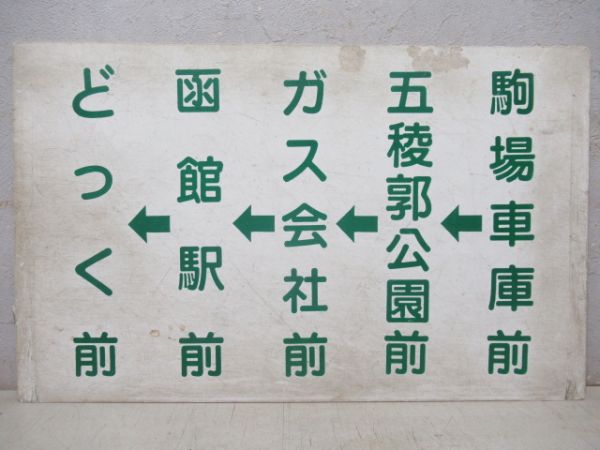 駒場車庫前
←
五稜郭公園前
←
ガス会社前
←
函館駅前
←
どっく前